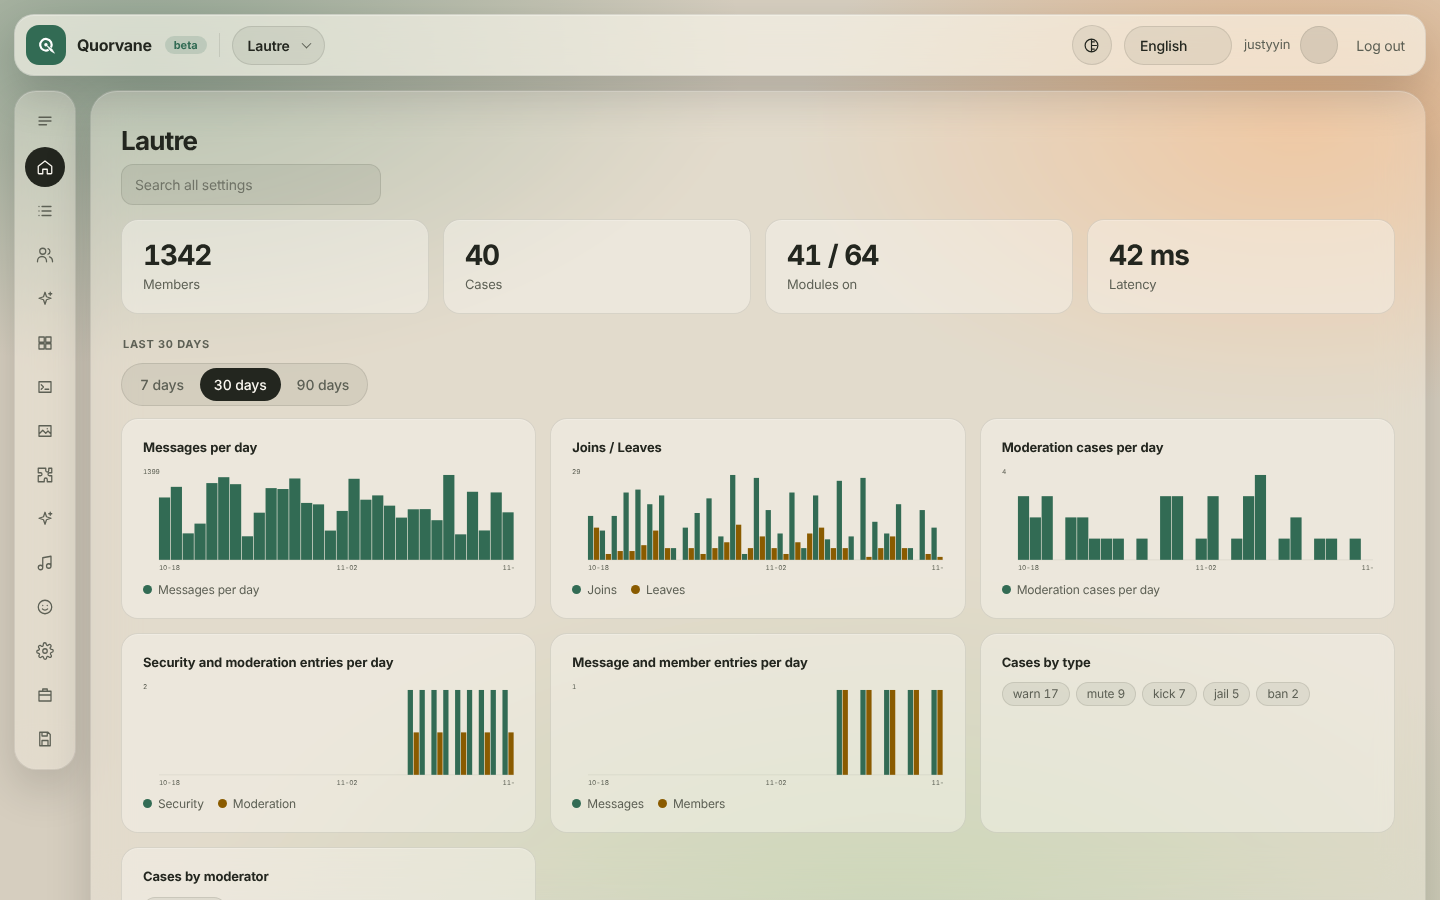 Quorvane beta Lautre English justyyin Log out
Lautre
Search all settings
1342
Members
40
Cases
41 / 64
Modules on
42 ms
Latency
LAST 30 DAYS
7 days 30 days 90 days
Messages per day
1399
10-18 11-02 11-
Messages per day
Joins / Leaves
29
10-18 11-02 11-
Joins Leaves
Moderation cases per day
4
10-18 11-02 11-
Moderation cases per day
Security and moderation entries per day
2
10-18 11-02 11-
Security Moderation
Message and member entries per day
1
10-18 11-02 11-
Messages Members
Cases by type
warn 17 mute 9 kick 7 jail 5 ban 2
Cases by moderator